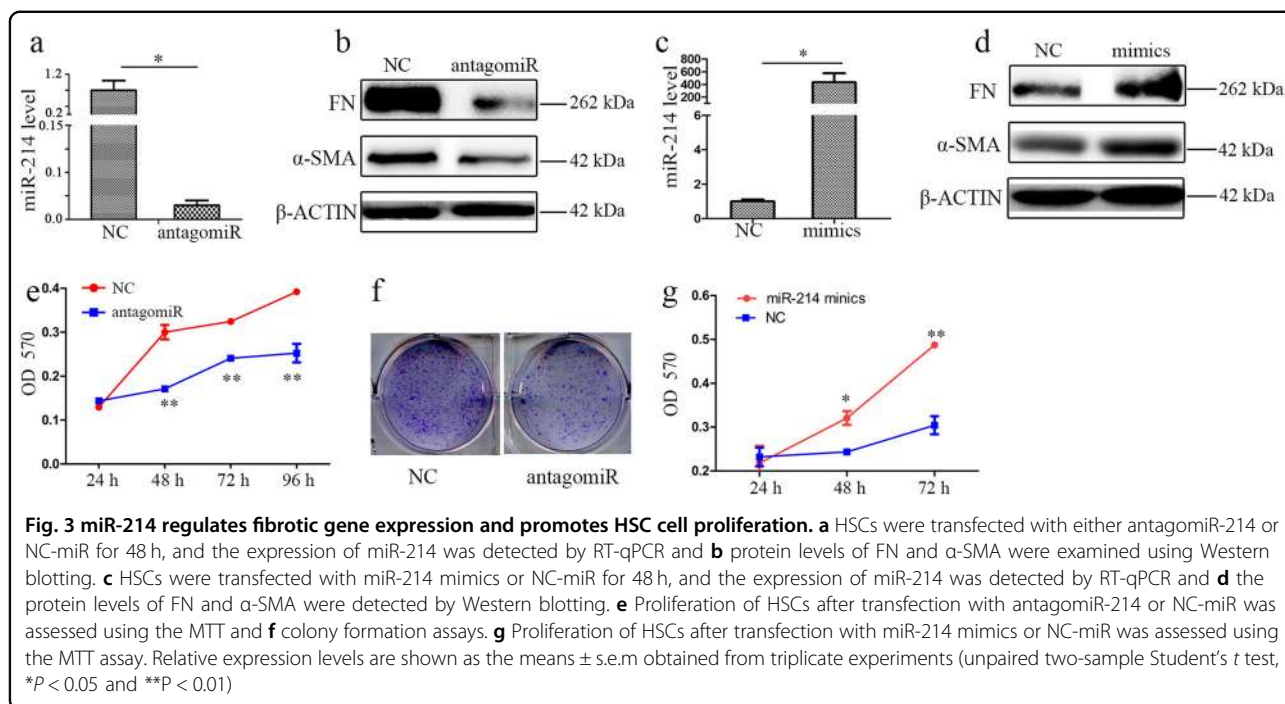 a
*
miR-214 level
1.2
0.2
0.15
0.1
0.0
NC
antagomiR
b
NC
antagomiR
FN
262 kDa
α-SMA
42 kDa
β-ACTIN
42 kDa
c
*
miR-214 level
800
600
400
200
6
4
2
0
NC
mimics
d
NC
mimics
FN
262 kDa
α-SMA
42 kDa
β-ACTIN
42 kDa
e
NC
antagomiR
OD 570
0.4
0.3
0.2
0.1
0.0
**
**
**
24 h
48 h
72 h
96 h
f
NC
antagomiR
g
miR-214 minics
NC
OD 570
0.6
0.5
0.4
0.3
0.2
*
**
24 h
48 h
72 h
Fig. 3 miR-214 regulates fibrotic gene expression and promotes HSC cell proliferation. a HSCs were transfected with either antagomiR-214 or
NC-miR for 48 h, and the expression of miR-214 was detected by RT-qPCR and b protein levels of FN and α-SMA were examined using Western
blotting. c HSCs were transfected with miR-214 mimics or NC-miR for 48 h, and the expression of miR-214 was detected by RT-qPCR and d the
protein levels of FN and α-SMA were detected by Western blotting. e Proliferation of HSCs after transfection with antagomiR-214 or NC-miR was
assessed using the MTT and f colony formation assays. g Proliferation of HSCs after transfection with miR-214 mimics or NC-miR was assessed using
the MTT assay. Relative expression levels are shown as the means ± s.e.m obtained from triplicate experiments (unpaired two-sample Student's t test,
*P < 0.05 and **P < 0.01)